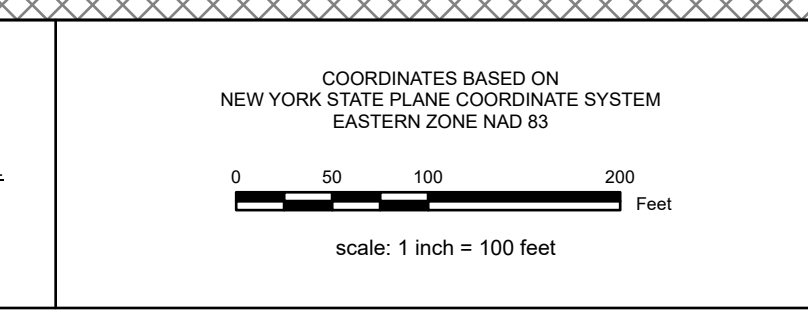 COORDINATES BASED ON
NEW YORK STATE PLANE COORDINATE SYSTEM
EASTERN ZONE NAD 83
0 50 100 200
Feet
scale: 1 inch = 100 feet